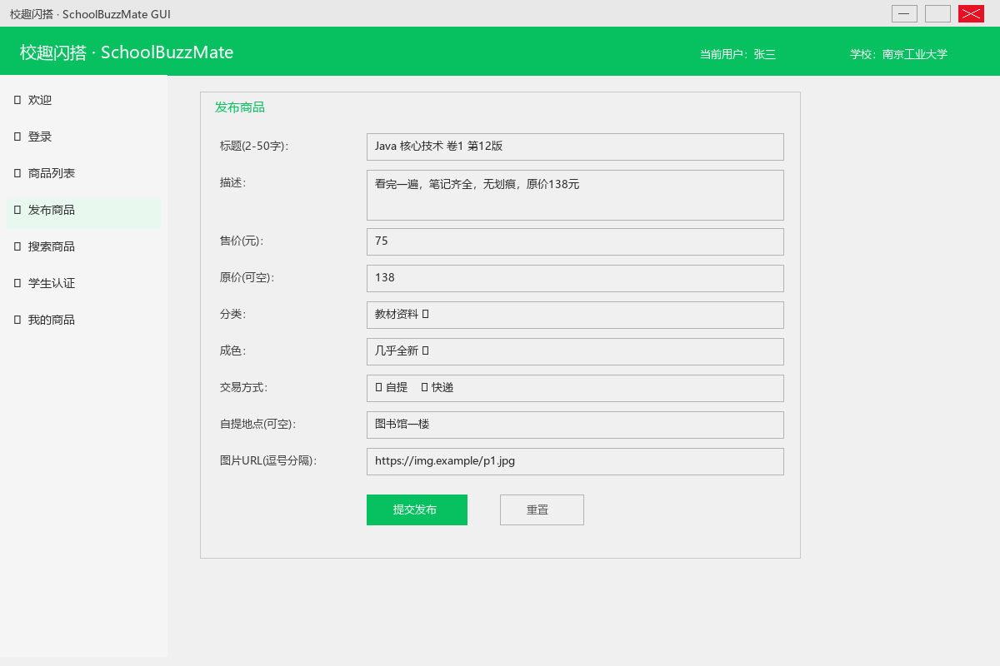 校趣闪搭 · SchoolBuzzMate GUI
校趣闪搭 · SchoolBuzzMate
当前用户：张三
学校：南京工业大学
欢迎
登录
商品列表
发布商品
搜索商品
学生认证
我的商品
发布商品
标题(2-50字)： Java 核心技术 卷1 第12版
描述： 看完一遍，笔记齐全，无划痕，原价138元
售价(元)： 75
原价(可空)： 138
分类： 教材资料
成色： 几乎全新
交易方式： 自提 快递
自提地点(可空)： 图书馆一楼
图片URL(逗号分隔)： https://img.example/p1.jpg
提交发布 重置